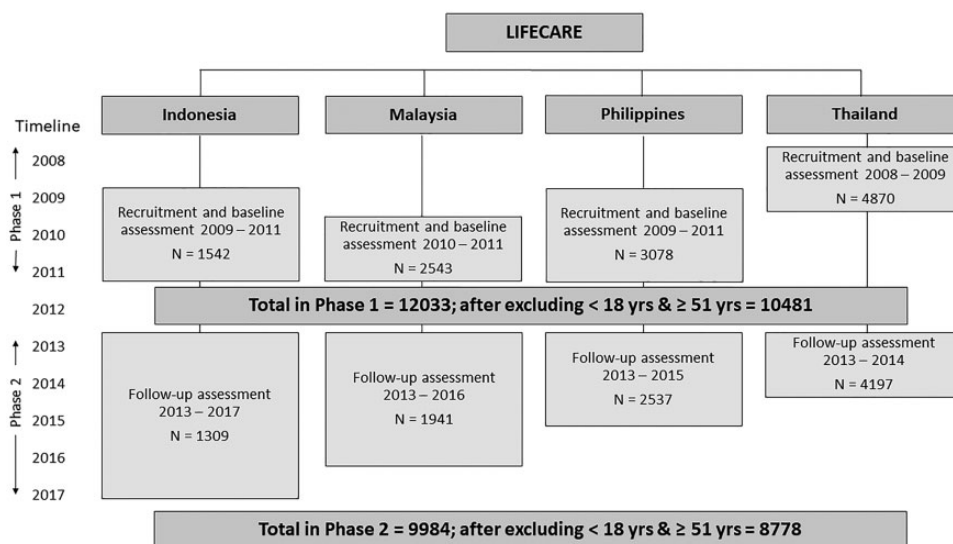 LIFECARE
Indonesia
Malaysia
Philippines
Thailand
Timeline
Phase 1
2008
2009
2010
2011
2012
Recruitment and baseline
assessment 2009 – 2011
N = 1542
Recruitment and baseline
assessment 2010 – 2011
N = 2543
Recruitment and baseline
assessment 2009 – 2011
N = 3078
Recruitment and baseline
assessment 2008 – 2009
N = 4870
Total in Phase 1 = 12033; after excluding < 18 yrs & ≥ 51 yrs = 10481
Phase 2
2013
2014
2015
2016
2017
Follow-up assessment
2013 – 2017
N = 1309
Follow-up assessment
2013 – 2016
N = 1941
Follow-up assessment
2013 – 2015
N = 2537
Follow-up assessment
2013 – 2014
N = 4197
Total in Phase 2 = 9984; after excluding < 18 yrs & ≥ 51 yrs = 8778